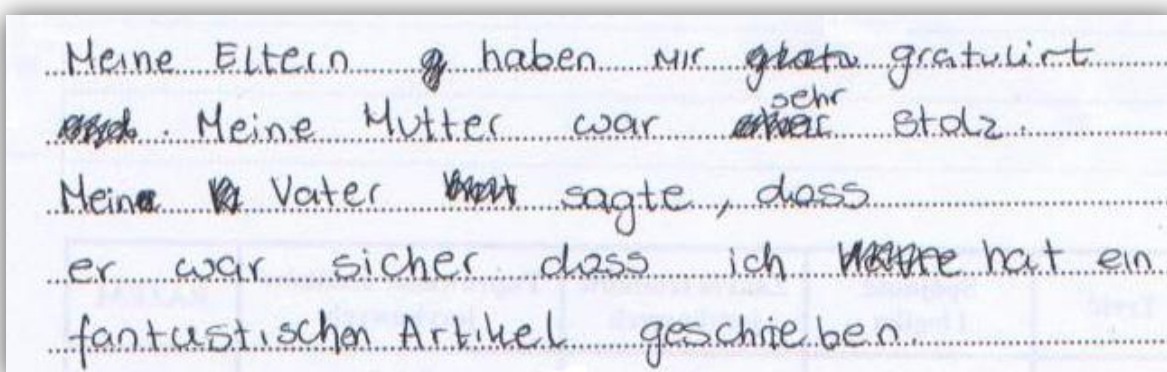 Meine Eltern haben mir gratulirt
. Meine Mutter war sehr stolz.
Mein Vater sagte, dass
er war sicher dass ich hat ein
fantastischen Artikel geschrieben.